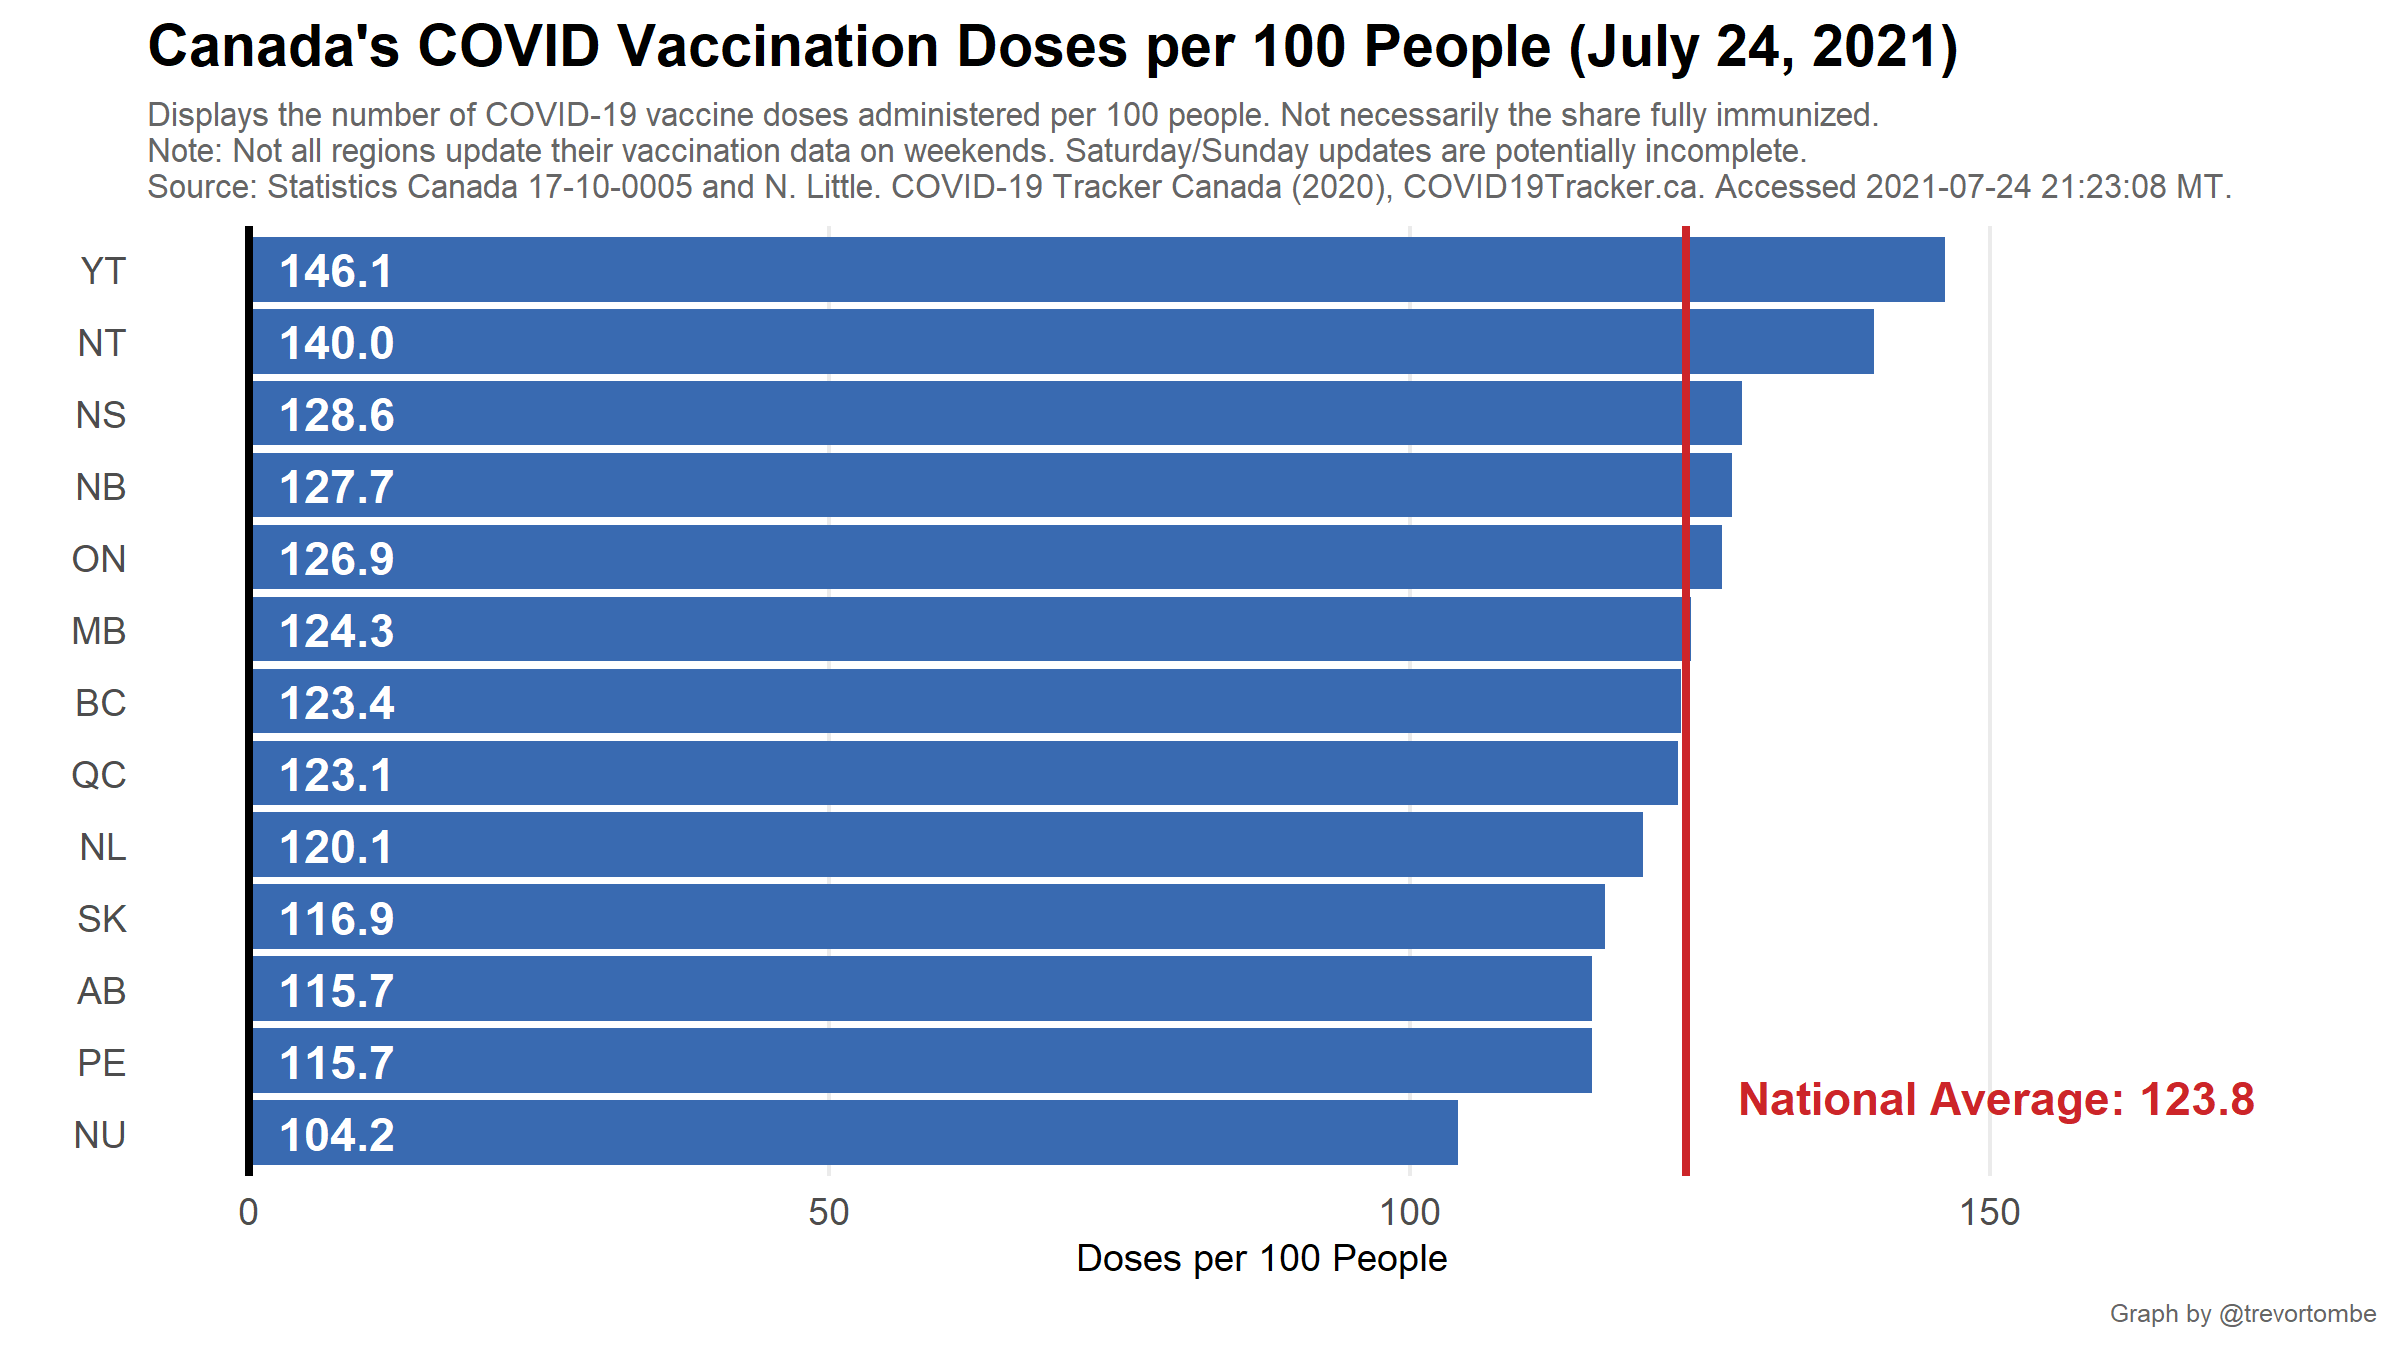 Canada's COVID Vaccination Doses per 100 People (July 24, 2021)
Displays the number of COVID-19 vaccine doses administered per 100 people. Not necessarily the share fully immunized.
Note: Not all regions update their vaccination data on weekends. Saturday/Sunday updates are potentially incomplete.
Source: Statistics Canada 17-10-0005 and N. Little. COVID-19 Tracker Canada (2020), COVID19Tracker.ca. Accessed 2021-07-24 21:23:08 MT.
YT 146.1
NT 140.0
NS 128.6
NB 127.7
ON 126.9
MB 124.3
BC 123.4
QC 123.1
NL 120.1
SK 116.9
AB 115.7
PE 115.7
National Average: 123.8
NU 104.2
0 50 100 150
Doses per 100 People
Graph by @trevortombe